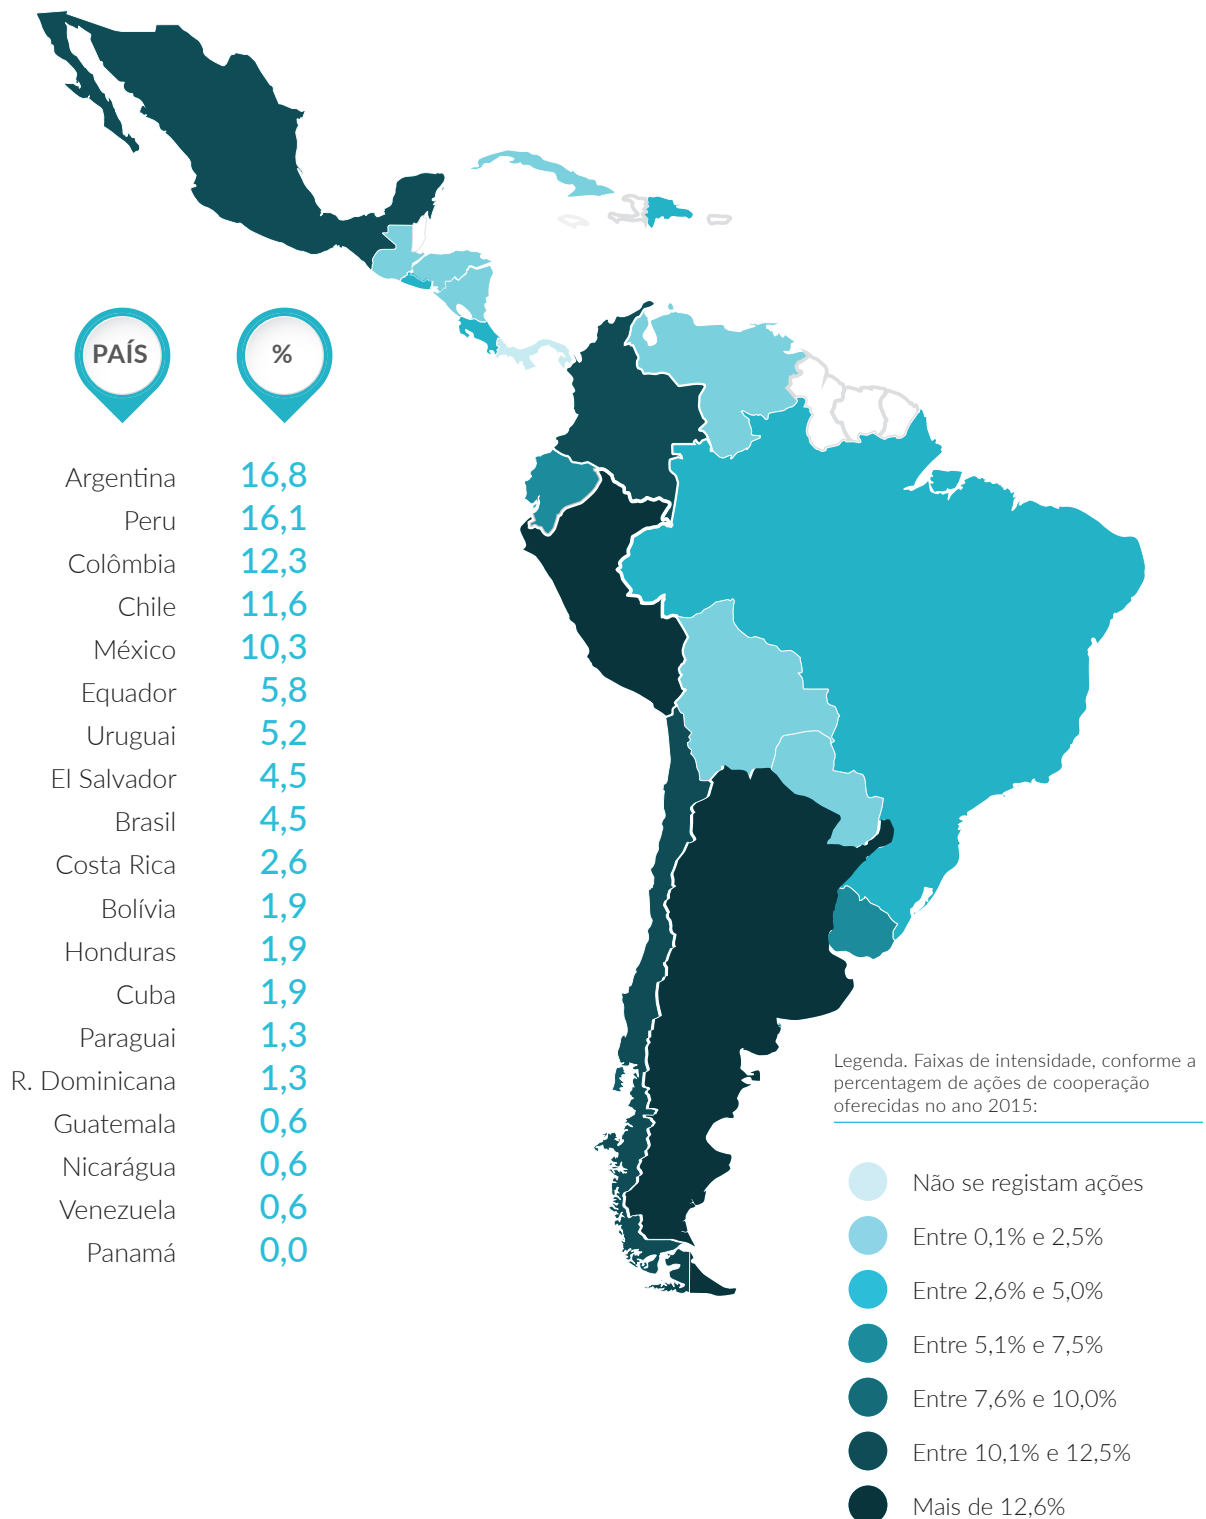 PAÍS %
Argentina 16,8
Peru 16,1
Colômbia 12,3
Chile 11,6
México 10,3
Equador 5,8
Uruguai 5,2
El Salvador 4,5
Brasil 4,5
Costa Rica 2,6
Bolívia 1,9
Honduras 1,9
Cuba 1,9
Paraguai 1,3
R. Dominicana 1,3
Guatemala 0,6
Nicarágua 0,6
Venezuela 0,6
Panamá 0,0
Legenda. Faixas de intensidade, conforme a
percentagem de ações de cooperação
oferecidas no ano 2015:
Não se registam ações
Entre 0,1% e 2,5%
Entre 2,6% e 5,0%
Entre 5,1% e 7,5%
Entre 7,6% e 10,0%
Entre 10,1% e 12,5%
Mais de 12,6%